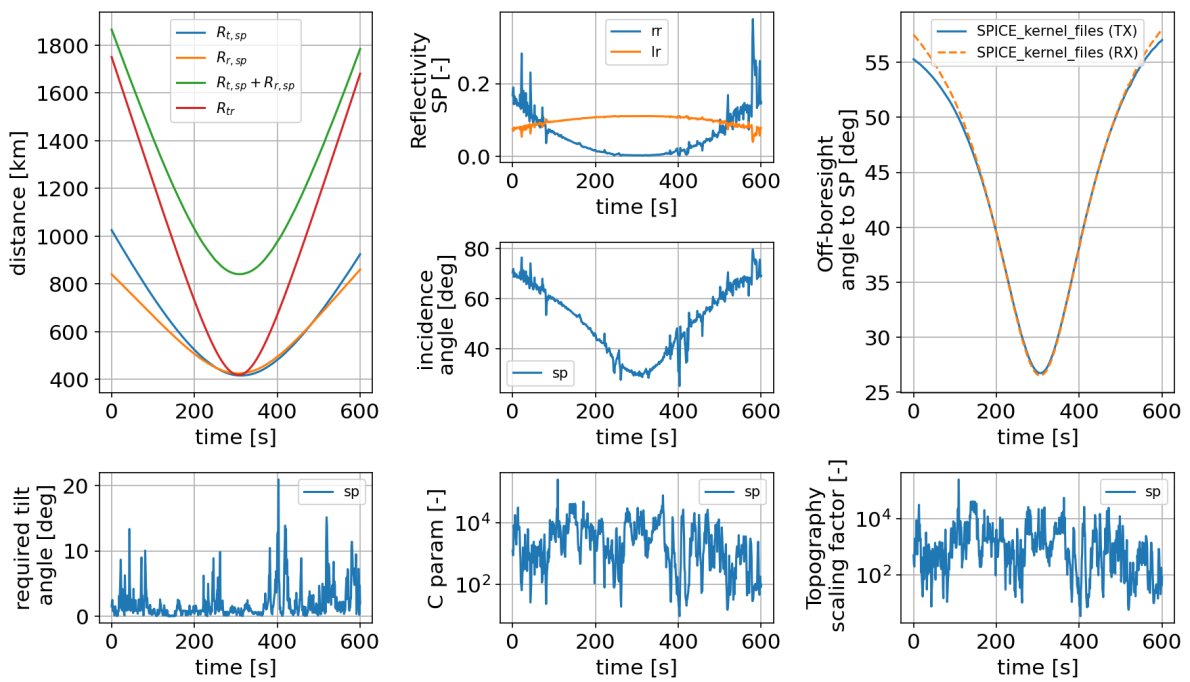 1800
1600
1400
1200
1000
800
600
400
distance [km]
0
200
400
600
time [s]
R_{t,sp}
R_{r,sp}
R_{t,sp} + R_{r,sp}
R_{tr}
Reflectivity
SP [-]
0.2
0.0
rr
lr
0
200
400
600
time [s]
incidence
angle [deg]
80
60
40
sp
0
200
400
600
time [s]
Off-boresight
angle to SP [deg]
55
50
45
40
35
30
25
SPICE_kernel_files (TX)
SPICE_kernel_files (RX)
0
200
400
600
time [s]
required tilt
angle [deg]
20
10
0
sp
0
200
400
600
time [s]
C param [-]
10^4
10^2
sp
0
200
400
600
time [s]
Topography
scaling factor [-]
10^4
10^2
sp
0
200
400
600
time [s]